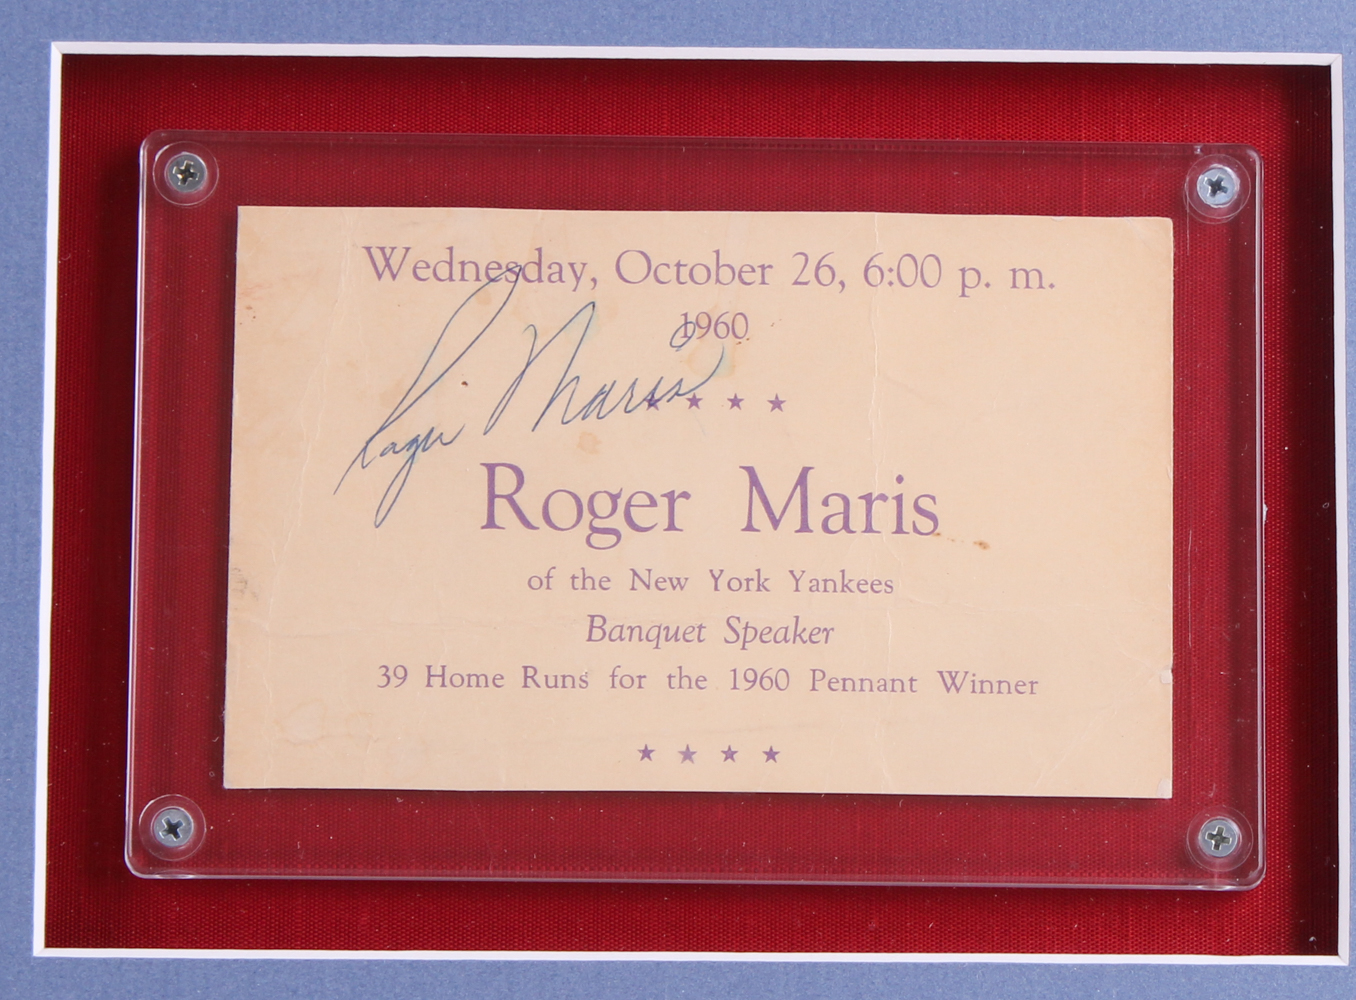 Wednesday, October 26, 6:00 p. m.
1960
Roger Maris
★ ★ ★ ★
Roger Maris
of the New York Yankees
Banquet Speaker
39 Home Runs for the 1960 Pennant Winner
★ ★ ★ ★